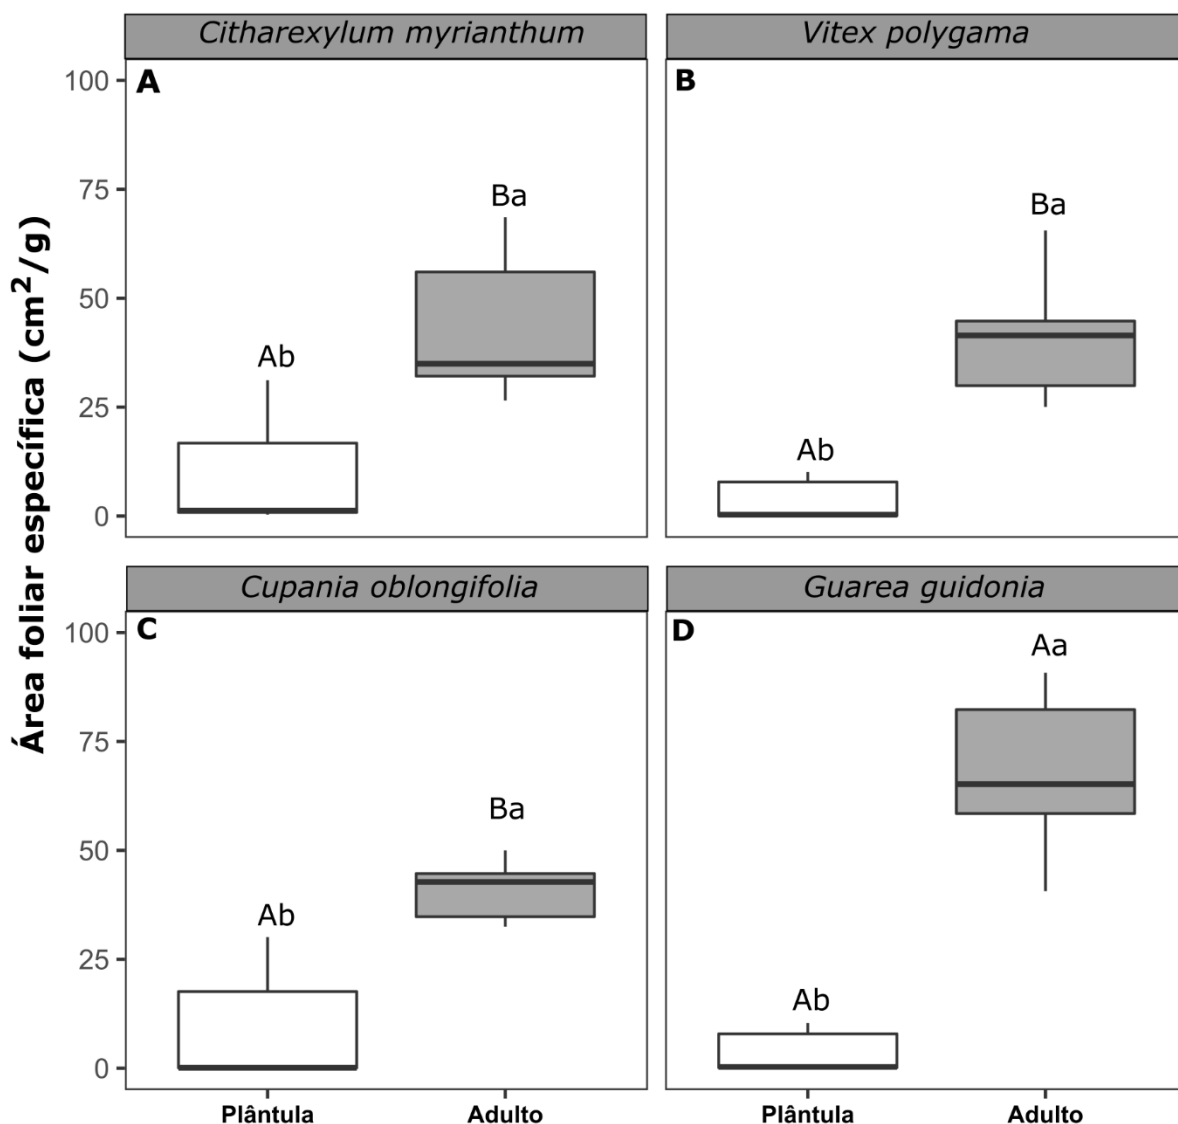 Citharexylum myrianthum
Vitex polygama
Área foliar específica (cm²/g)
A
100
75
50
25
0
Ab
Ba
B
Ab
Ba
Cupania oblongifolia
Guarea guidonia
C
100
75
50
25
0
Ab
Ba
D
Ab
Aa
Plântula
Adulto
Plântula
Adulto